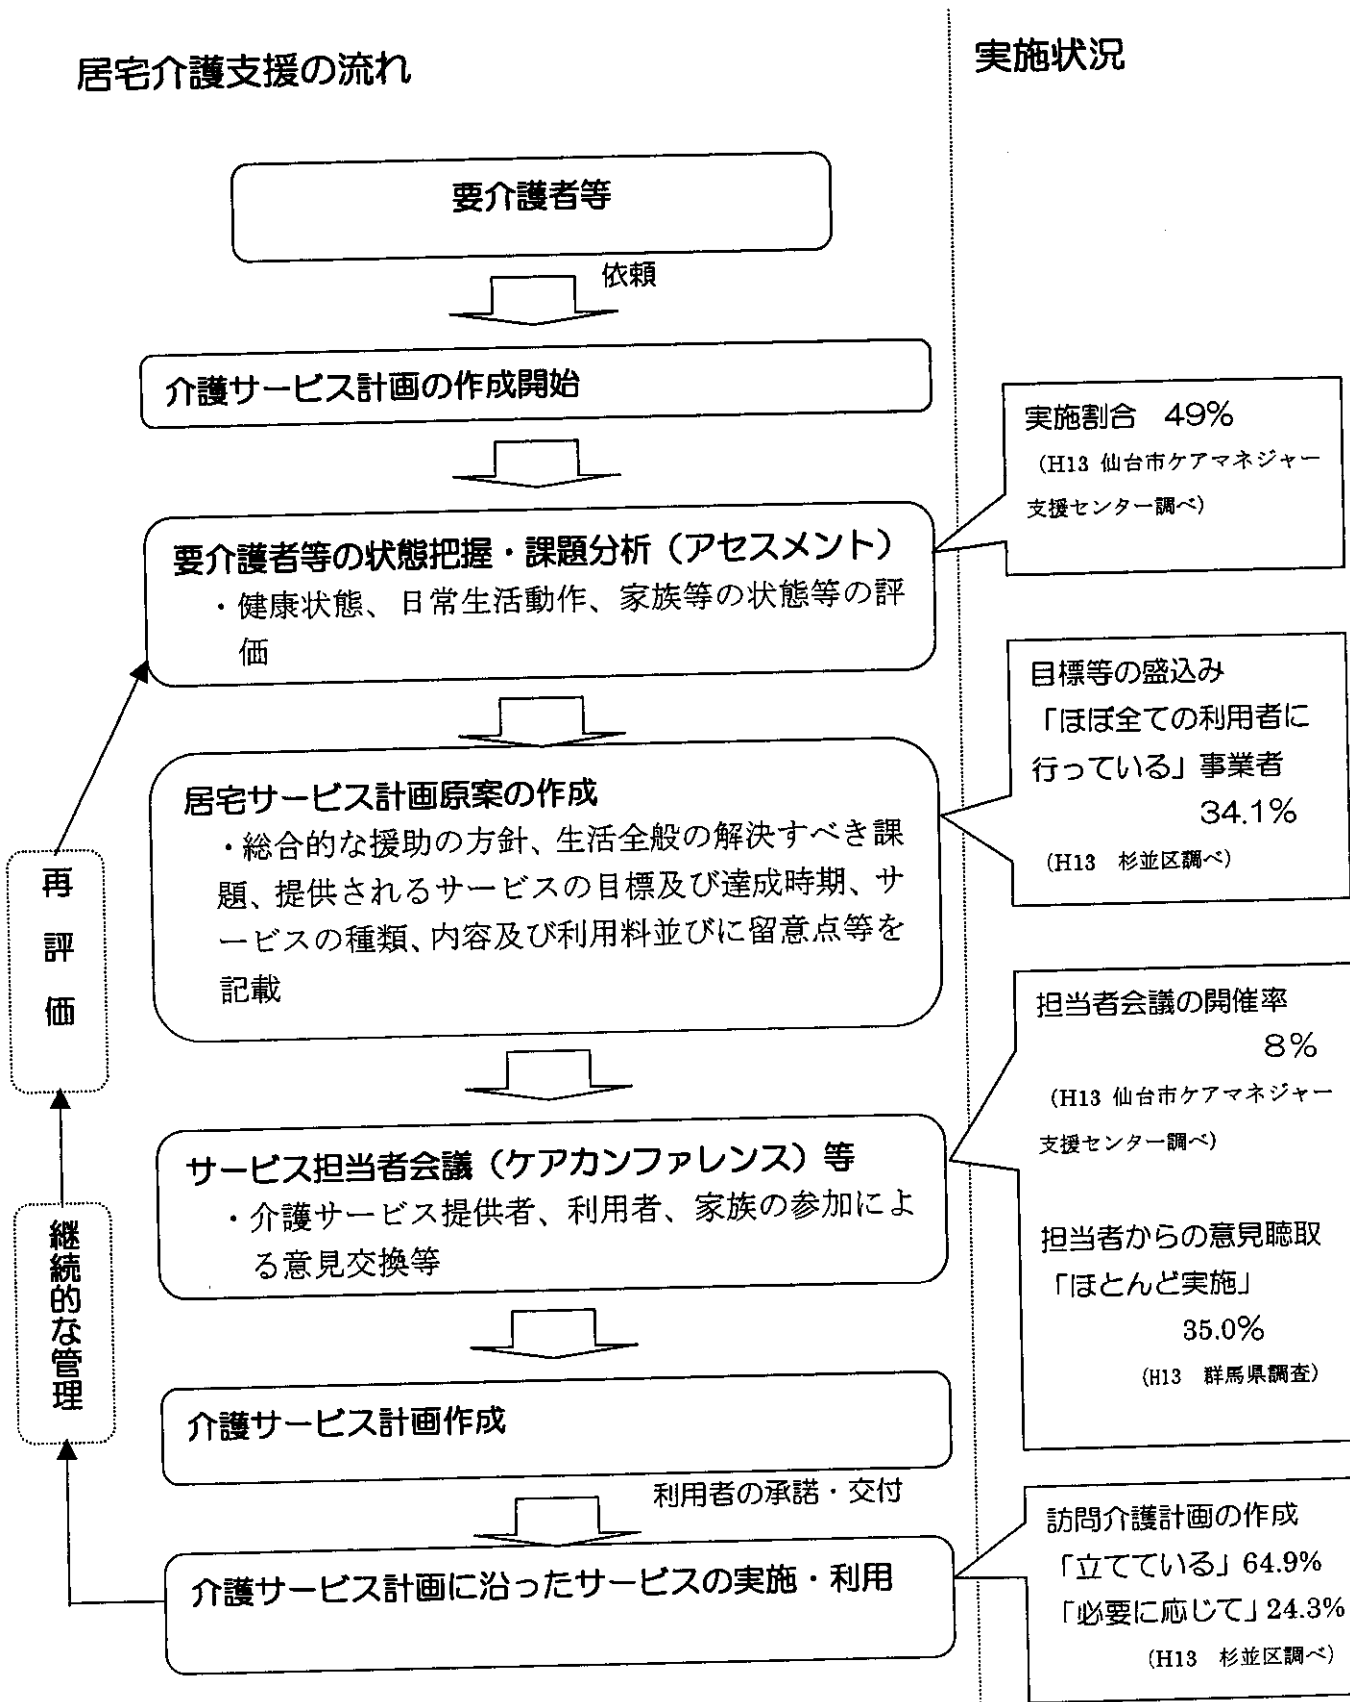 居宅介護支援の流れ
実施状況
要介護者等
依頼
介護サービス計画の作成開始
実施割合　49%
（H13 仙台市ケアマネジャー
支援センター調べ）
要介護者等の状態把握・課題分析（アセスメント）
・健康状態、日常生活動作、家族等の状態等の評
価
目標等の盛込み
「ほぼ全ての利用者に
行っている」事業者
34.1%
（H13　杉並区調べ）
居宅サービス計画原案の作成
・総合的な援助の方針、生活全般の解決すべき課
題、提供されるサービスの目標及び達成時期、サ
ービスの種類、内容及び利用料並びに留意点等を
記載
再評価
担当者会議の開催率
8%
（H13 仙台市ケアマネジャー
支援センター調べ）
サービス担当者会議（ケアカンファレンス）等
・介護サービス提供者、利用者、家族の参加によ
る意見交換等
担当者からの意見聴取
「ほとんど実施」
35.0%
（H13　群馬県調査）
継続的な管理
介護サービス計画作成
利用者の承諾・交付
介護サービス計画に沿ったサービスの実施・利用
訪問介護計画の作成
「立てている」64.9%
「必要に応じて」24.3%
（H13　杉並区調べ）